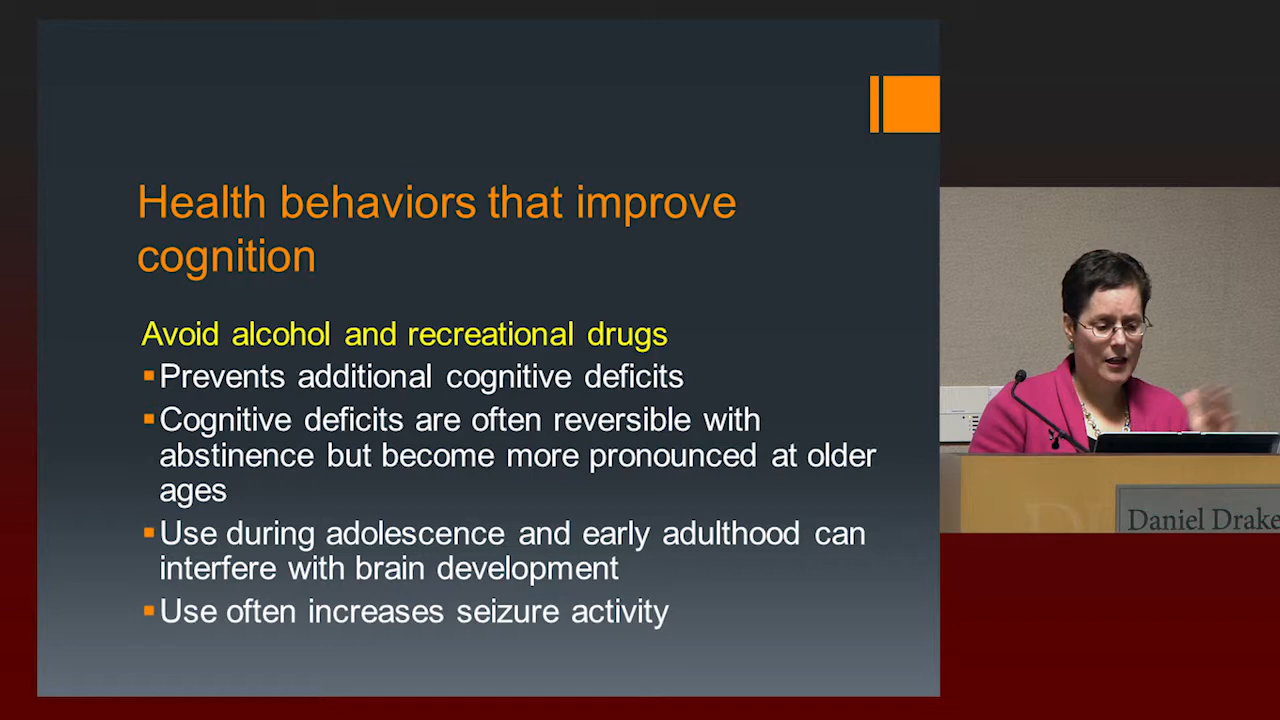 Health behaviors that improve
cognition
Avoid alcohol and recreational drugs
▪Prevents additional cognitive deficits
▪Cognitive deficits are often reversible with
abstinence but become more pronounced at older
ages
▪Use during adolescence and early adulthood can
interfere with brain development
▪Use often increases seizure activity
Daniel Drake